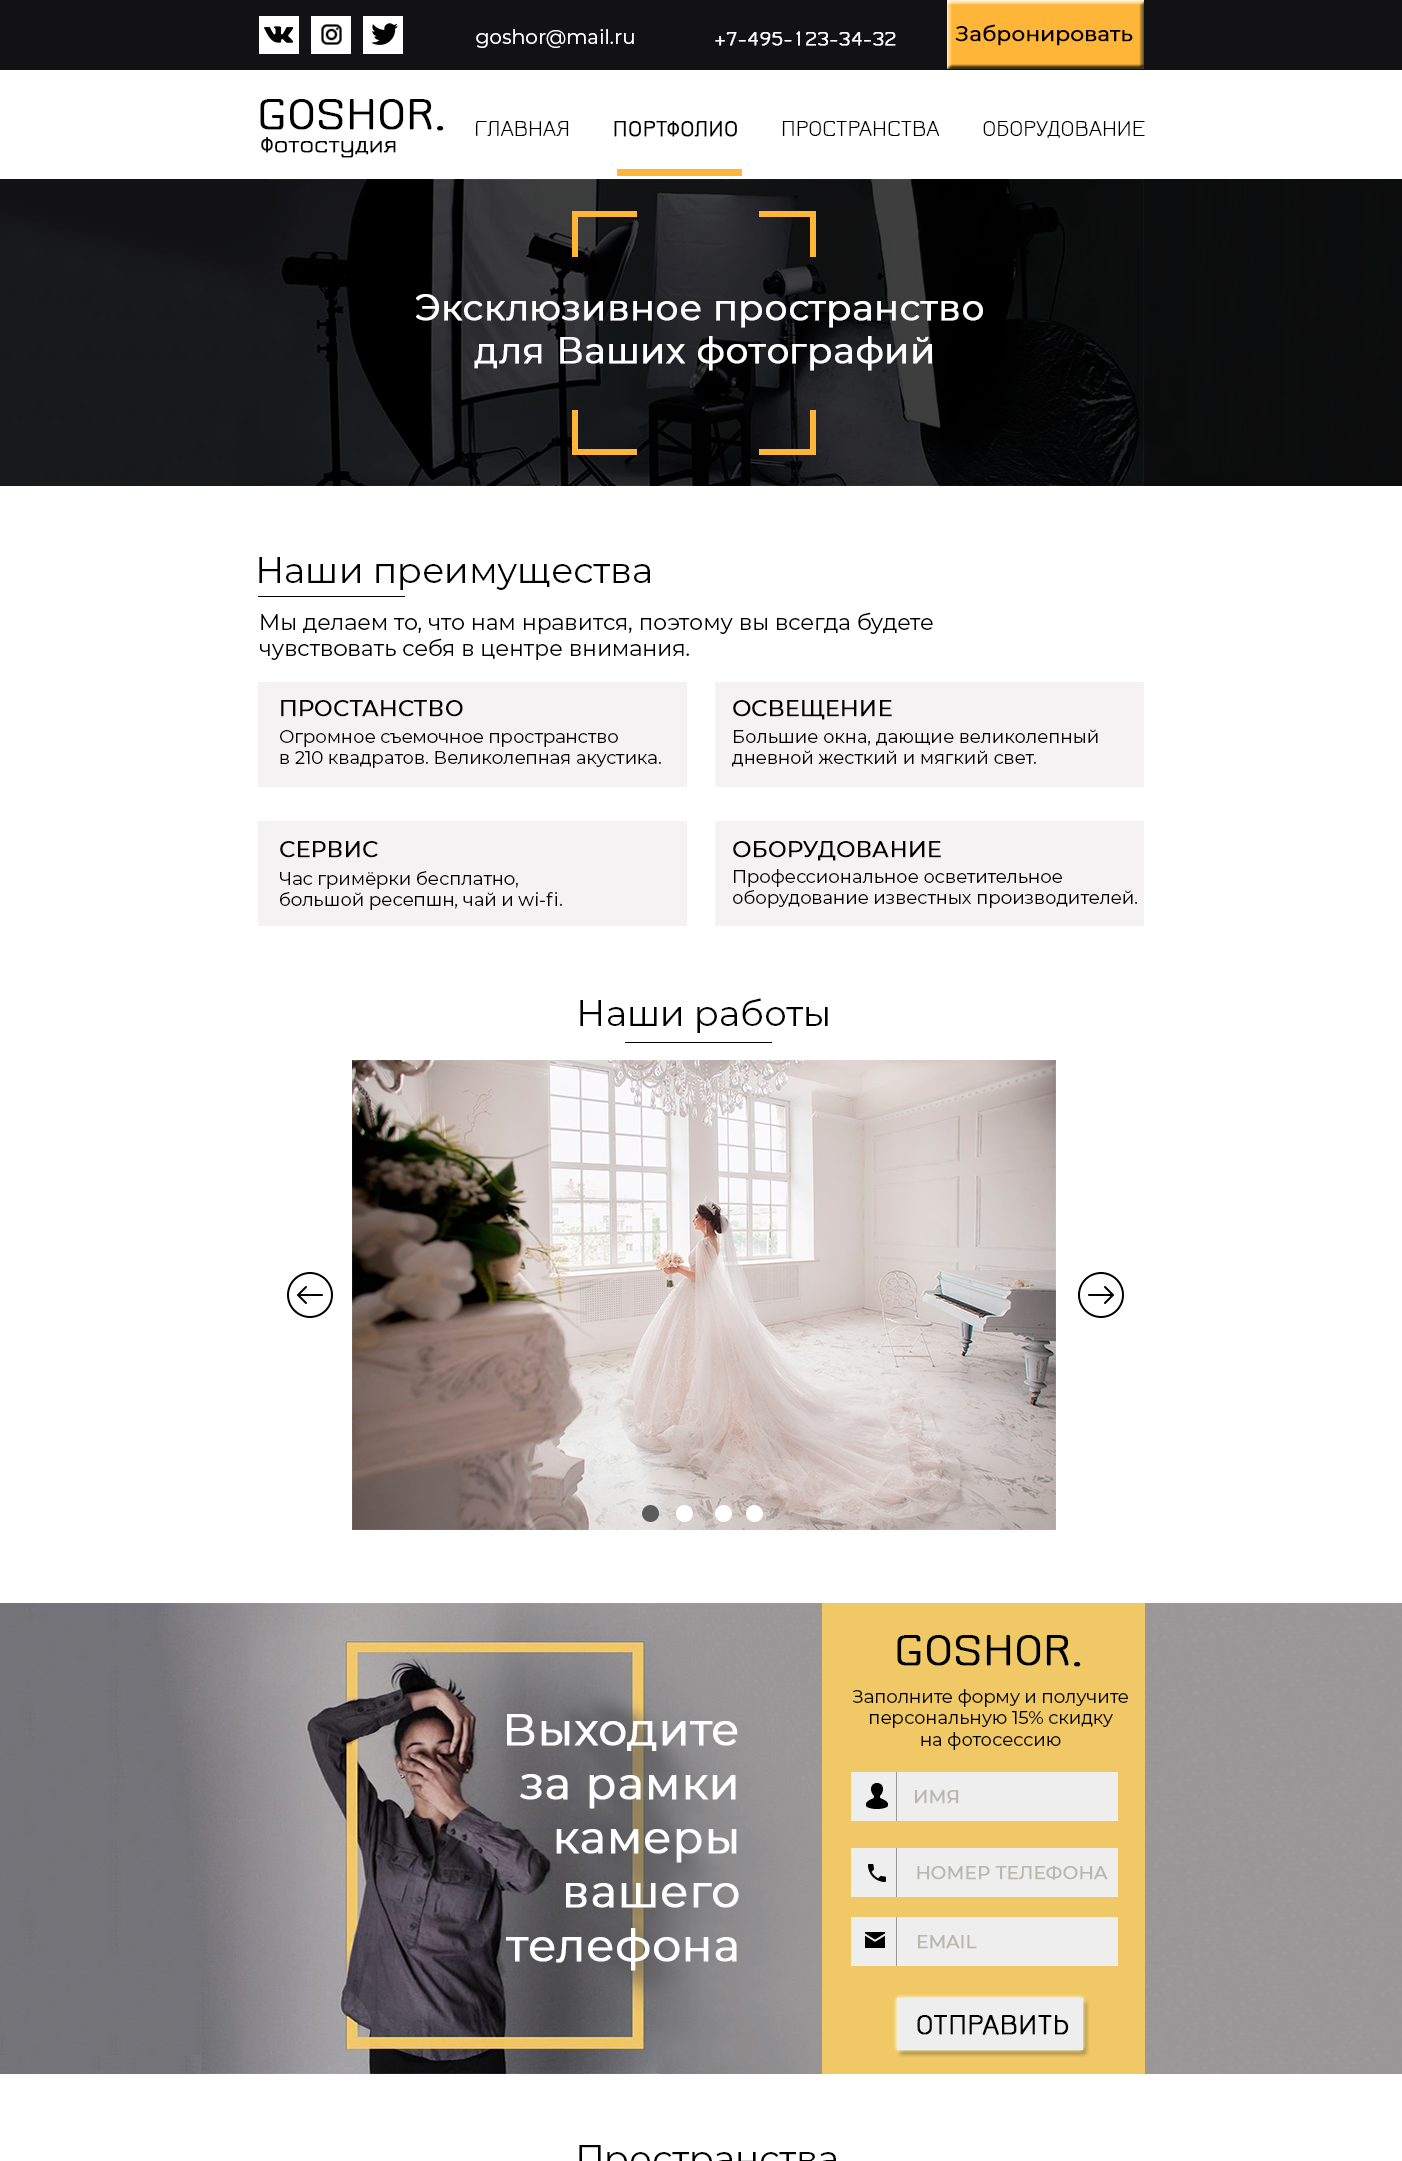 goshor@mail.ru
+7-495-123-34-32
Забронировать
GOSHOR.
Фотостудия
ГЛАВНАЯ
ПОРТФОЛИО
ПРОСТРАНСТВА
ОБОРУДОВАНИЕ
Эксклюзивное пространство
для Ваших фотографий
Наши преимущества
Мы делаем то, что нам нравится, поэтому вы всегда будете
чувствовать себя в центре внимания.
ПРОСТАНСТВО
Огромное съемочное пространство
в 210 квадратов. Великолепная акустика.
ОСВЕЩЕНИЕ
Большие окна, дающие великолепный
дневной жесткий и мягкий свет.
СЕРВИС
Час гримёрки бесплатно,
большой ресепшн, чай и wi-fi.
ОБОРУДОВАНИЕ
Профессиональное осветительное
оборудование известных производителей.
Наши работы
Выходите
за рамки
камеры
вашего
телефона
GOSHOR.
Заполните форму и получите
персональную 15% скидку
на фотосессию
ИМЯ
НОМЕР ТЕЛЕФОНА
EMAIL
ОТПРАВИТЬ
Пространства